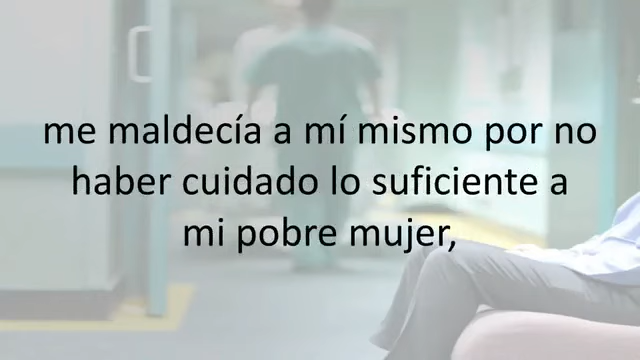 me maldecía a mí mismo por no
haber cuidado lo suficiente a
mi pobre mujer,